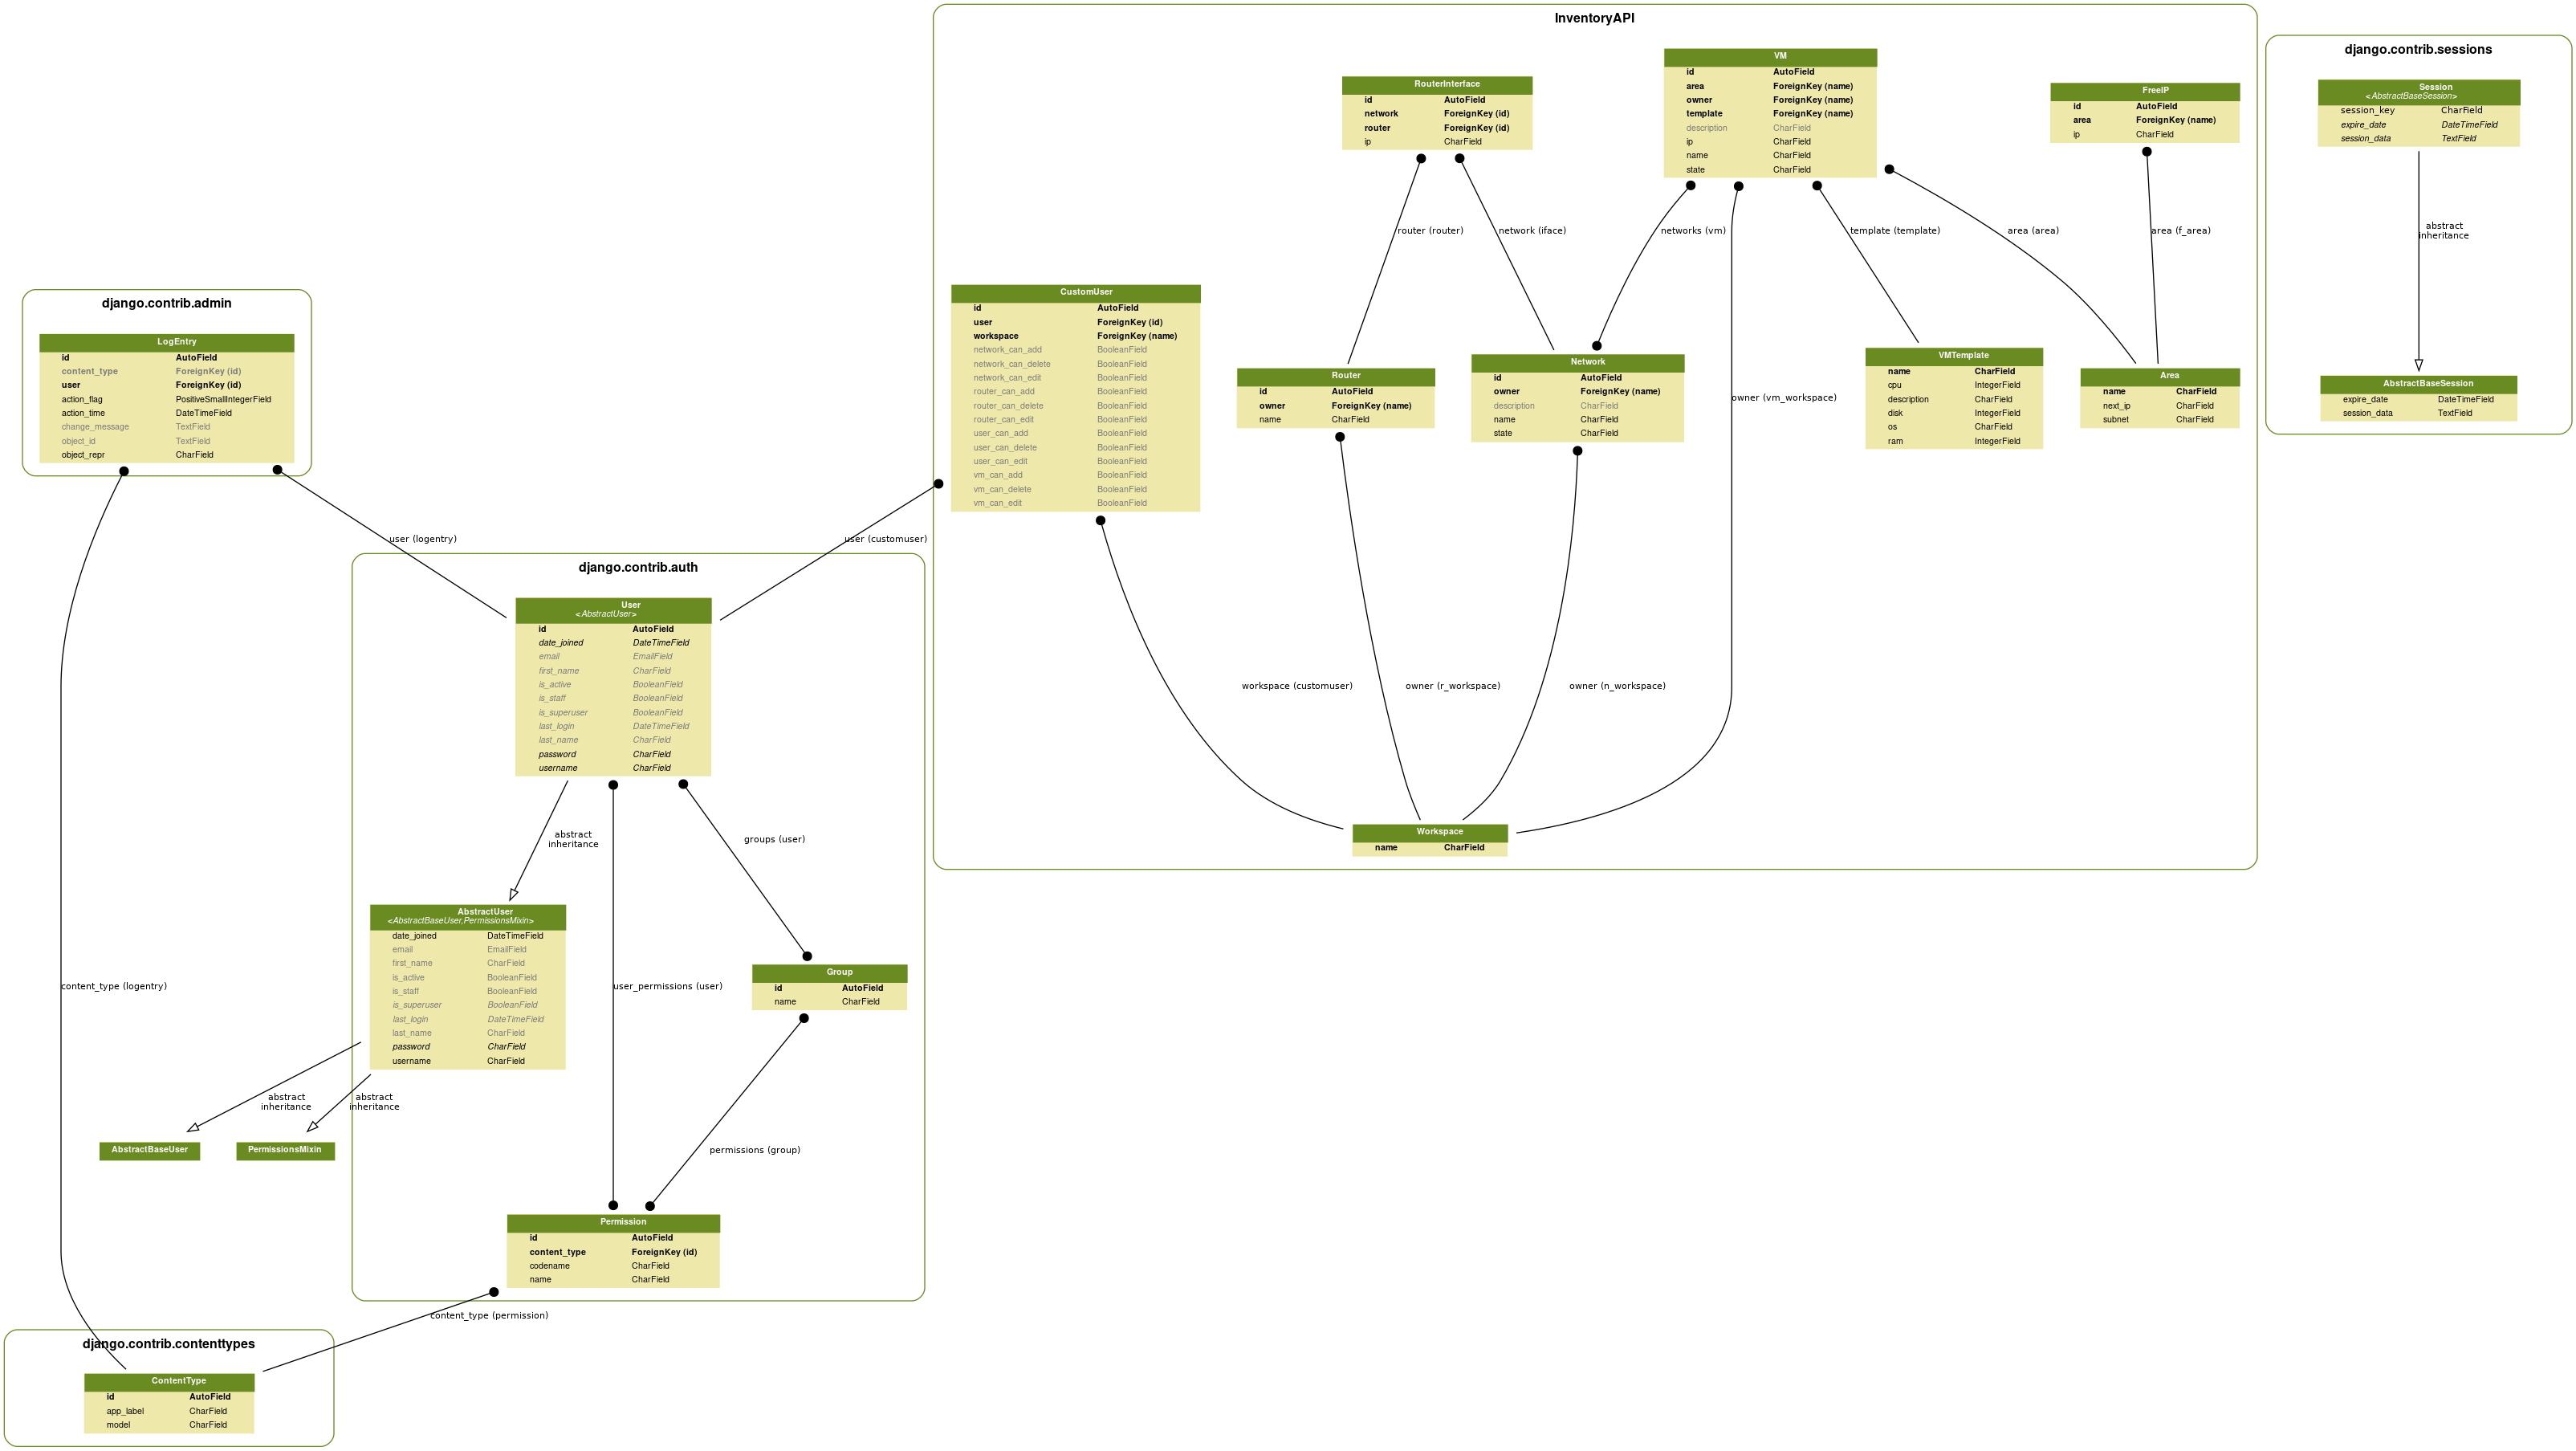 InventoryAPI
RouterInterface
id AutoField
network ForeignKey (id)
router ForeignKey (id)
ip CharField
VM
id AutoField
area ForeignKey (name)
owner ForeignKey (name)
template ForeignKey (name)
description CharField
ip CharField
name CharField
state CharField
FreeIP
id AutoField
area ForeignKey (name)
ip CharField
router (router)
network (iface)
networks (vm)
template (template)
area (area)
area (f_area)
CustomUser
id AutoField
user ForeignKey (id)
workspace ForeignKey (name)
network_can_add BooleanField
network_can_delete BooleanField
network_can_edit BooleanField
router_can_add BooleanField
router_can_delete BooleanField
router_can_edit BooleanField
user_can_add BooleanField
user_can_delete BooleanField
user_can_edit BooleanField
vm_can_add BooleanField
vm_can_delete BooleanField
vm_can_edit BooleanField
Router
id AutoField
owner ForeignKey (name)
name CharField
Network
id AutoField
owner ForeignKey (name)
description CharField
name CharField
state CharField
owner (vm_workspace)
VMTemplate
name CharField
cpu IntegerField
description CharField
disk IntegerField
os CharField
ram IntegerField
Area
name CharField
next_ip CharField
subnet CharField
workspace (customuser)
owner (r_workspace)
owner (n_workspace)
Workspace
name CharField
django.contrib.sessions
Session
<AbstractBaseSession>
session_key CharField
expire_date DateTimeField
session_data TextField
abstract
inheritance
AbstractBaseSession
expire_date DateTimeField
session_data TextField
django.contrib.admin
LogEntry
id AutoField
content_type ForeignKey (id)
user ForeignKey (id)
action_flag PositiveSmallIntegerField
action_time DateTimeField
change_message TextField
object_id TextField
object_repr CharField
user (logentry)
user (customuser)
django.contrib.auth
User
<AbstractUser>
id AutoField
date_joined DateTimeField
email EmailField
first_name CharField
is_active BooleanField
is_staff BooleanField
is_superuser BooleanField
last_login DateTimeField
last_name CharField
password CharField
username CharField
abstract
inheritance
groups (user)
AbstractUser
<AbstractBaseUser,PermissionsMixin>
date_joined DateTimeField
email EmailField
first_name CharField
is_active BooleanField
is_staff BooleanField
is_superuser BooleanField
last_login DateTimeField
last_name CharField
password CharField
username CharField
content_type (logentry)
user_permissions (user)
Group
id AutoField
name CharField
abstract
inheritance
abstract
inheritance
AbstractBaseUser
PermissionsMixin
permissions (group)
Permission
id AutoField
content_type ForeignKey (id)
codename CharField
name CharField
content_type (permission)
django.contrib.contenttypes
ContentType
id AutoField
app_label CharField
model CharField